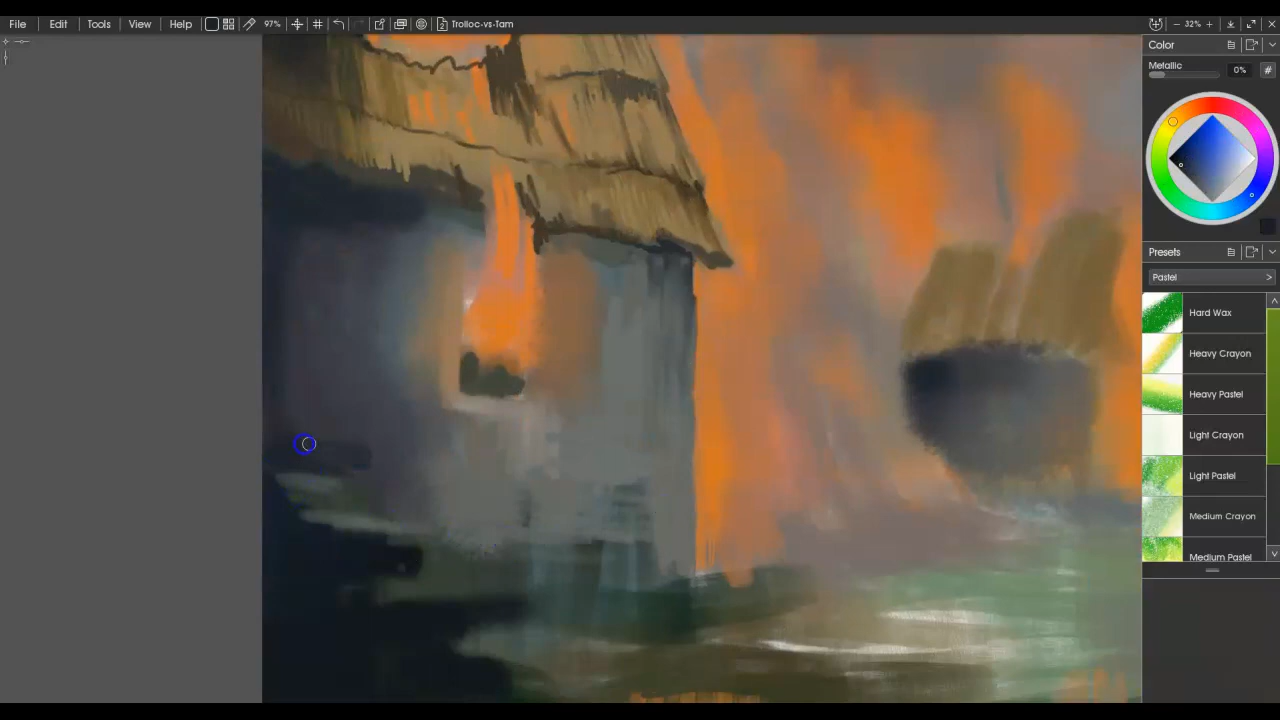 File Edit Tools View Help 97% 2 Trolloc-vs-Tam − 32% +
Color
Metallic 0% #
Presets
Pastel >
Hard Wax
Heavy Crayon
Heavy Pastel
Light Crayon
Light Pastel
Medium Crayon
Medium Pastel